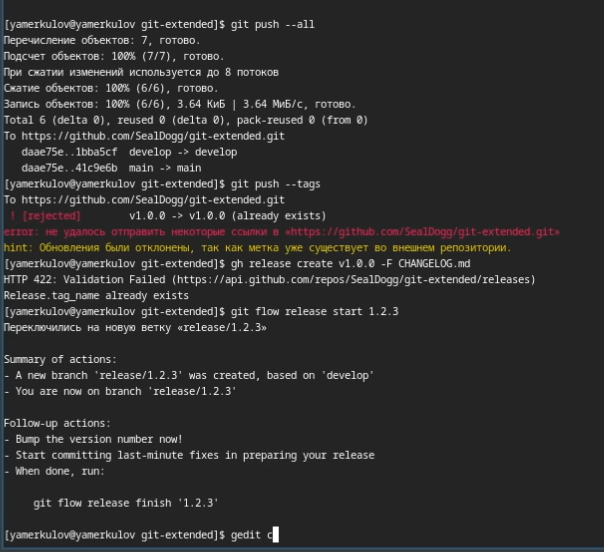 [yamerkulov@yamerkulov git-extended]$ git push --all
Перечисление объектов: 7, готово.
Подсчет объектов: 100% (7/7), готово.
При сжатии изменений используется до 8 потоков
Сжатие объектов: 100% (6/6), готово.
Запись объектов: 100% (6/6), 3.64 КиБ | 3.64 МиБ/с, готово.
Total 6 (delta 0), reused 0 (delta 0), pack-reused 0 (from 0)
To https://github.com/SealDogg/git-extended.git
   daae75e..1bba5cf  develop -> develop
   daae75e..41c9e6b  main -> main
[yamerkulov@yamerkulov git-extended]$ git push --tags
To https://github.com/SealDogg/git-extended.git
 ! [rejected]        v1.0.0 -> v1.0.0 (already exists)
error: не удалось отправить некоторые ссылки в «https://github.com/SealDogg/git-extended.git»
hint: Обновления были отклонены, так как метка уже существует во внешнем репозитории.
[yamerkulov@yamerkulov git-extended]$ gh release create v1.0.0 -F CHANGELOG.md
HTTP 422: Validation Failed (https://api.github.com/repos/SealDogg/git-extended/releases)
Release.tag_name already exists
[yamerkulov@yamerkulov git-extended]$ git flow release start 1.2.3
Переключились на новую ветку «release/1.2.3»

Summary of actions:
- A new branch 'release/1.2.3' was created, based on 'develop'
- You are now on branch 'release/1.2.3'

Follow-up actions:
- Bump the version number now!
- Start committing last-minute fixes in preparing your release
- When done, run:

     git flow release finish '1.2.3'

[yamerkulov@yamerkulov git-extended]$ gedit c